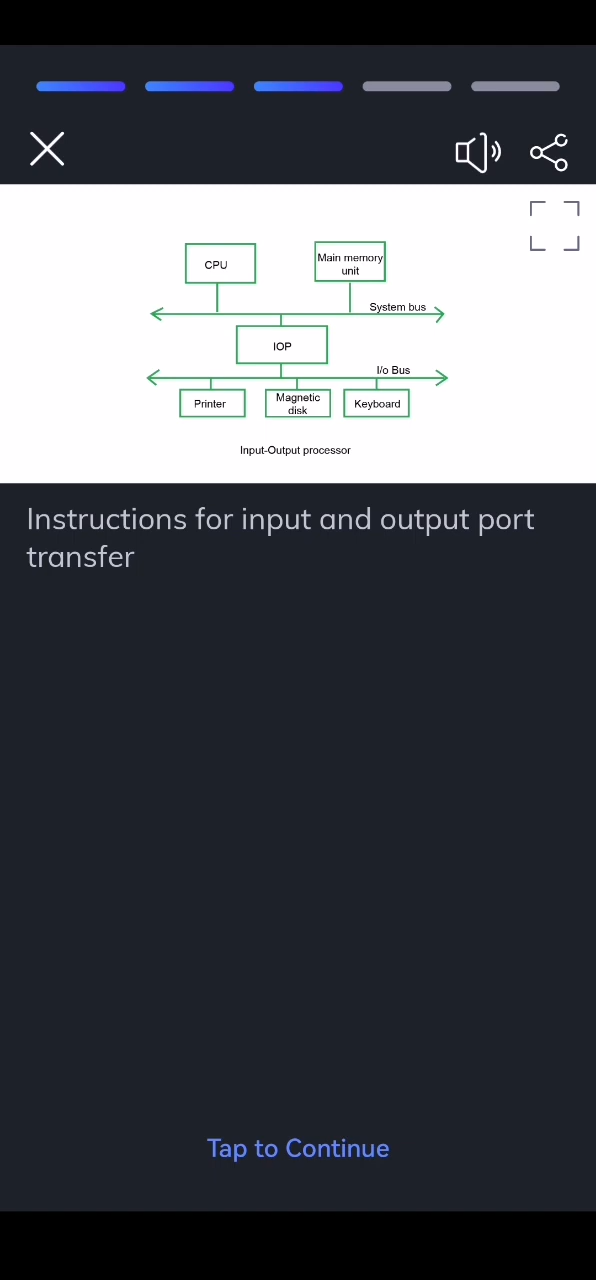 CPU
Main memory
unit
System bus
IOP
I/o Bus
Printer
Magnetic
disk
Keyboard
Input-Output processor
Instructions for input and output port
transfer
Tap to Continue